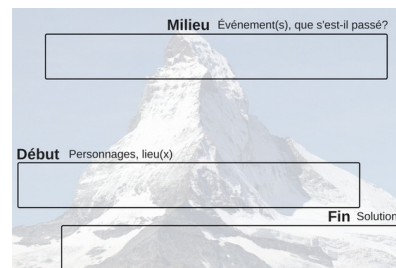 Milieu Événement(s), que s'est-il passé?
Début Personnages, lieu(x)
Fin Solution